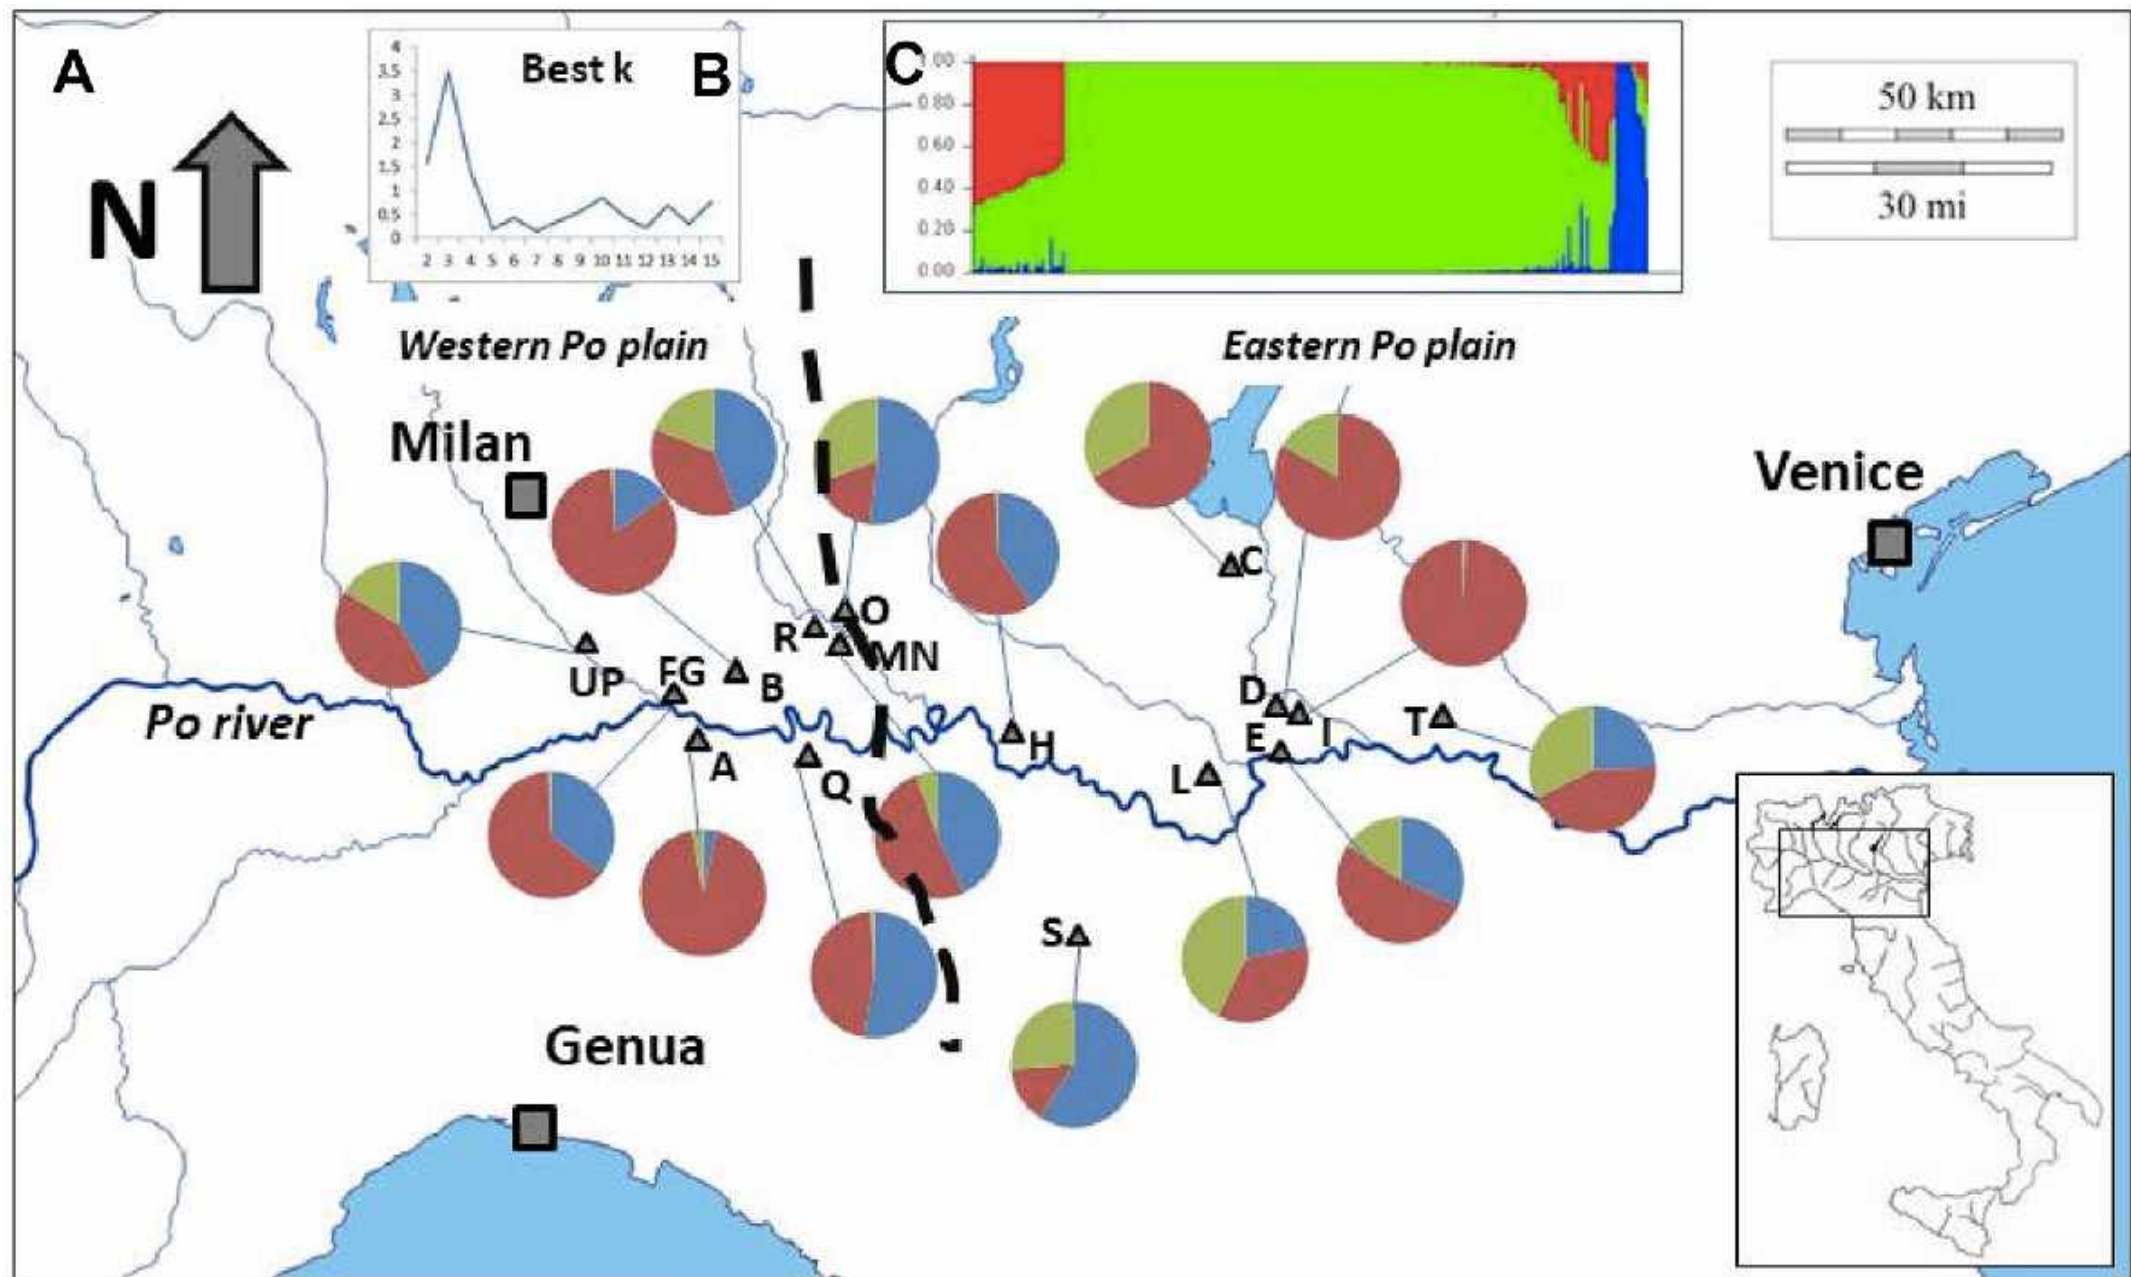 A
N
4
3.5
3
2.5
2
1.5
1
0.5
0
Best k
B
2 3 4 5 6 7 8 9 10 11 12 13 14 15
C
1.00
0.80
0.60
0.40
0.20
0.00
50 km
30 mi
Western Po plain
Eastern Po plain
Milan
Venice
C
O
R
MN
UP
FG
B
D
I
T
Po river
A
Q
H
E
L
S
Genua